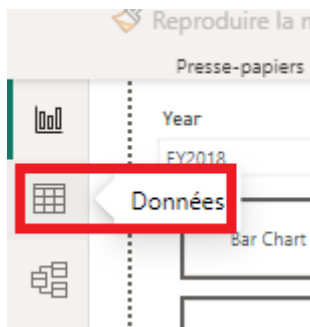 Reproduire la
Presse-papiers
Year
FY2018
Données
Bar Chart